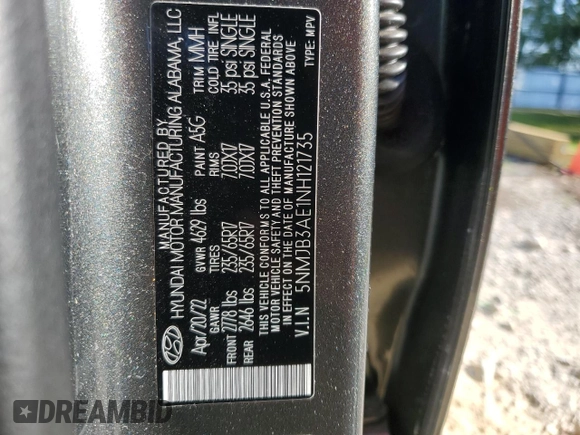 MANUFACTURED BY
HYUNDAI MOTOR MANUFACTURING ALABAMA, LLC
Apr/20/22 GVWR 4629 lbs PAINT A5G TRIM MMH
GAWR TIRES RIMS COLD TIRE INFL
FRONT 2778 lbs 235/65R17 7.0JX17 35 psi SINGLE
REAR 2646 lbs 235/65R17 7.0JX17 35 psi SINGLE
THIS VEHICLE CONFORMS TO ALL APPLICABLE U.S.A. FEDERAL
MOTOR VEHICLE SAFETY AND THEFT PREVENTION STANDARDS
IN EFFECT ON THE DATE OF MANUFACTURE SHOWN ABOVE
V.I.N 5NMJB3AE1NH121735 TYPE: MPV
DREAMBID